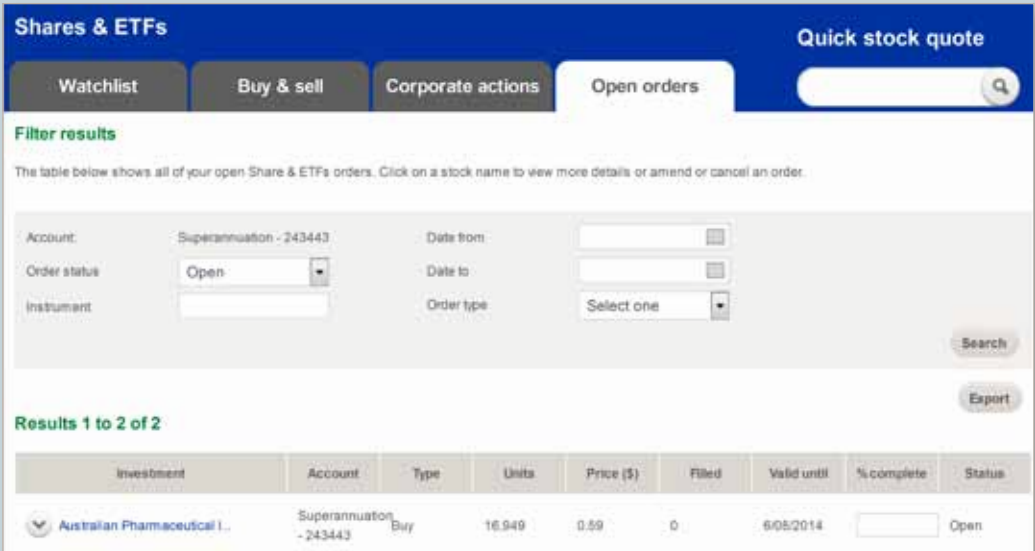 Shares & ETFs
Quick stock quote
Watchlist
Buy & sell
Corporate actions
Open orders
Filter results
The table below shows all of your open Share & ETFs orders. Click on a stock name to view more details or amend or cancel an order.
Account: Superannuation - 243443 Date from
Order status Open Date to
Instrument Order type Select one
Search
Export
Results 1 to 2 of 2
Investment Account Type Units Price ($) Filled Valid until % complete Status
Australian Pharmaceutical I... Superannuation - 243443 Buy 16,949 0.59 0 6/08/2014 Open